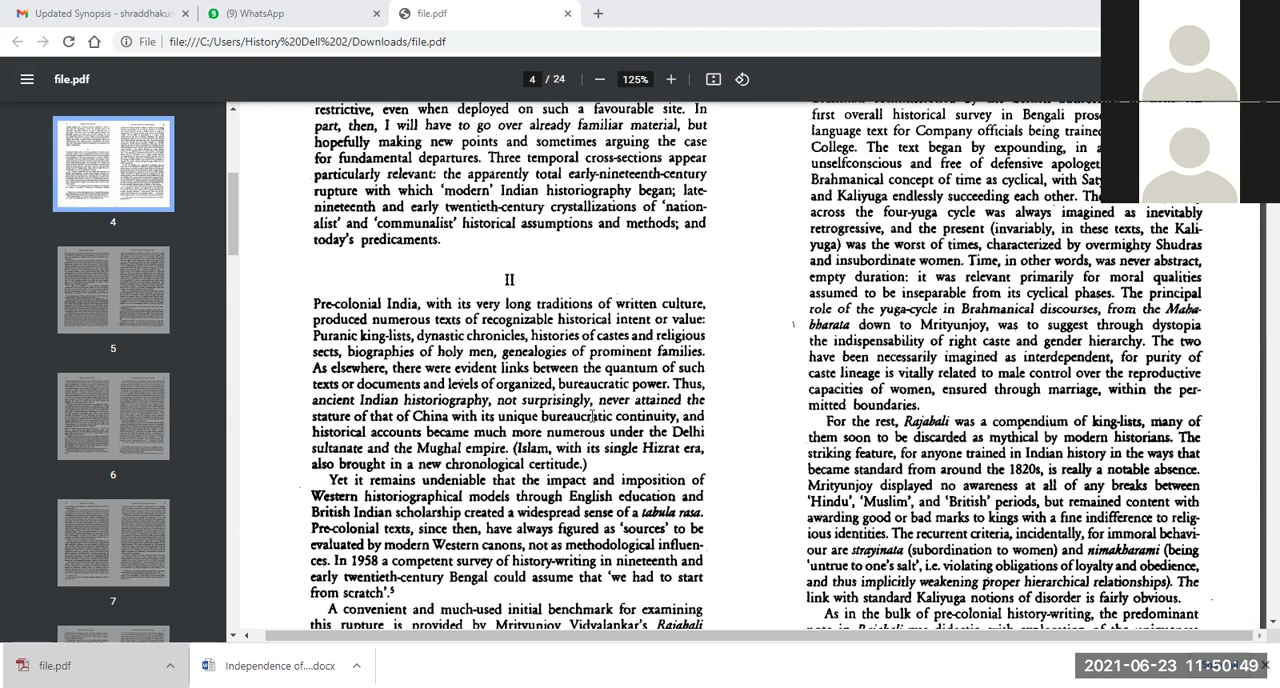 Updated Synopsis - shraddhakur
(9) WhatsApp
file.pdf
File
file:///C:/Users/History%20Dell%202/Downloads/file.pdf
file.pdf
4 / 24
125%
4
5
6
7
restrictive, even when deployed on such a favourable site. In
part, then, I will have to go over already familiar material, but
hopefully making new points and sometimes arguing the case
for fundamental departures. Three temporal cross-sections appear
particularly relevant: the apparently total early-nineteenth-century
rupture with which 'modern' Indian historiography began; late-
nineteenth and early twentieth-century crystallizations of 'nation-
alist' and 'communalist' historical assumptions and methods; and
today's predicaments.
II
Pre-colonial India, with its very long traditions of written culture,
produced numerous texts of recognizable historical intent or value:
Puranic king-lists, dynastic chronicles, histories of castes and religious
sects, biographies of holy men, genealogies of prominent families.
As elsewhere, there were evident links between the quantum of such
texts or documents and levels of organized, bureaucratic power. Thus,
ancient Indian historiography, not surprisingly, never attained the
stature of that of China with its unique bureaucratic continuity, and
historical accounts became much more numerous under the Delhi
sultanate and the Mughal empire. (Islam, with its single Hizrat era,
also brought in a new chronological certitude.)
Yet it remains undeniable that the impact and imposition of
Western historiographical models through English education and
British Indian scholarship created a widespread sense of a tabula rasa.
Pre-colonial texts, since then, have always figured as 'sources' to be
evaluated by modern Western canons, not as methodological influen-
ces. In 1958 a competent survey of history-writing in nineteenth and
early twentieth-century Bengal could assume that 'we had to start
from scratch'.5
A convenient and much-used initial benchmark for examining
this rupture is provided by Mrityunjoy Vidyalankar's Rajabali
first overall historical survey in Bengali pros
language text for Company officials being traine
College. The text began by expounding, in a
unselfconscious and free of defensive apologet
Brahmanical concept of time as cyclical, with Sat
and Kaliyuga endlessly succeeding each other. The
across the four-yuga cycle was always imagined as inevitably
retrogressive, and the present (invariably, in these texts, the Kali-
yuga) was the worst of times, characterized by overmighty Shudras
and insubordinate women. Time, in other words, was never abstract,
empty duration: it was relevant primarily for moral qualities
assumed to be inseparable from its cyclical phases. The principal
role of the yuga-cycle in Brahmanical discourses, from the Maha-
bharata down to Mrityunjoy, was to suggest through dystopia
the indispensability of right caste and gender hierarchy. The two
have been necessarily imagined as interdependent, for purity of
caste lineage is vitally related to male control over the reproductive
capacities of women, ensured through marriage, within the per-
mitted boundaries.
For the rest, Rajabali was a compendium of king-lists, many of
them soon to be discarded as mythical by modern historians. The
striking feature, for anyone trained in Indian history in the ways that
became standard from around the 1820s, is really a notable absence.
Mrityunjoy displayed no awareness at all of any breaks between
'Hindu', 'Muslim', and 'British' periods, but remained content with
awarding good or bad marks to kings with a fine indifference to relig-
ious identities. The recurrent criteria, incidentally, for immoral behavi-
our are strayinata (subordination to women) and nimakharami (being
'untrue to one's salt', i.e. violating obligations of loyalty and obedience,
and thus implicitly weakening proper hierarchical relationships). The
link with standard Kaliyuga notions of disorder is fairly obvious.
As in the bulk of pre-colonial history-writing, the predominant
file.pdf
Independence of....docx
2021-06-23 11:50:49